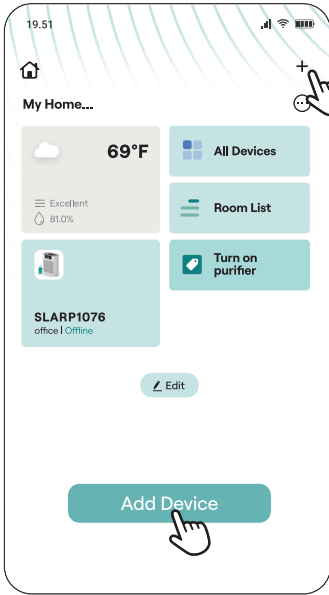 19.51
My Home...
69°F
Excellent
81.0%
All Devices
Room List
SLARP1076
office | Offline
Turn on
purifier
Edit
Add Device